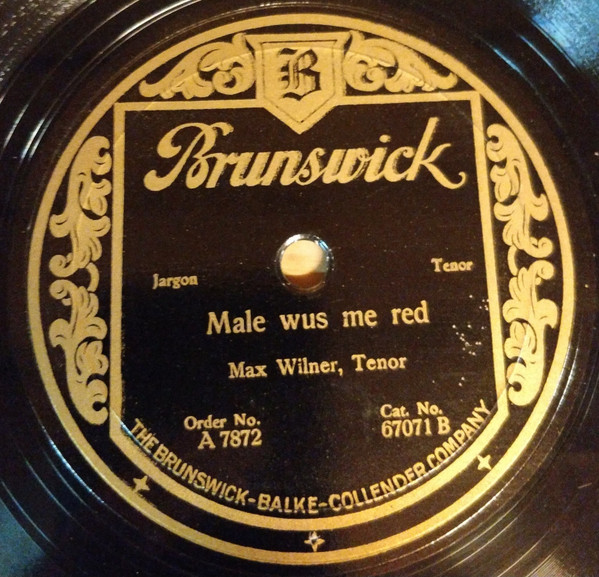 B
Brunswick
Jargon
Tenor
Male wus me red
Max Wilner, Tenor
Order No.
A 7872
Cat. No.
67071 B
THE BRUNSWICK-BALKE-COLLENDER COMPANY